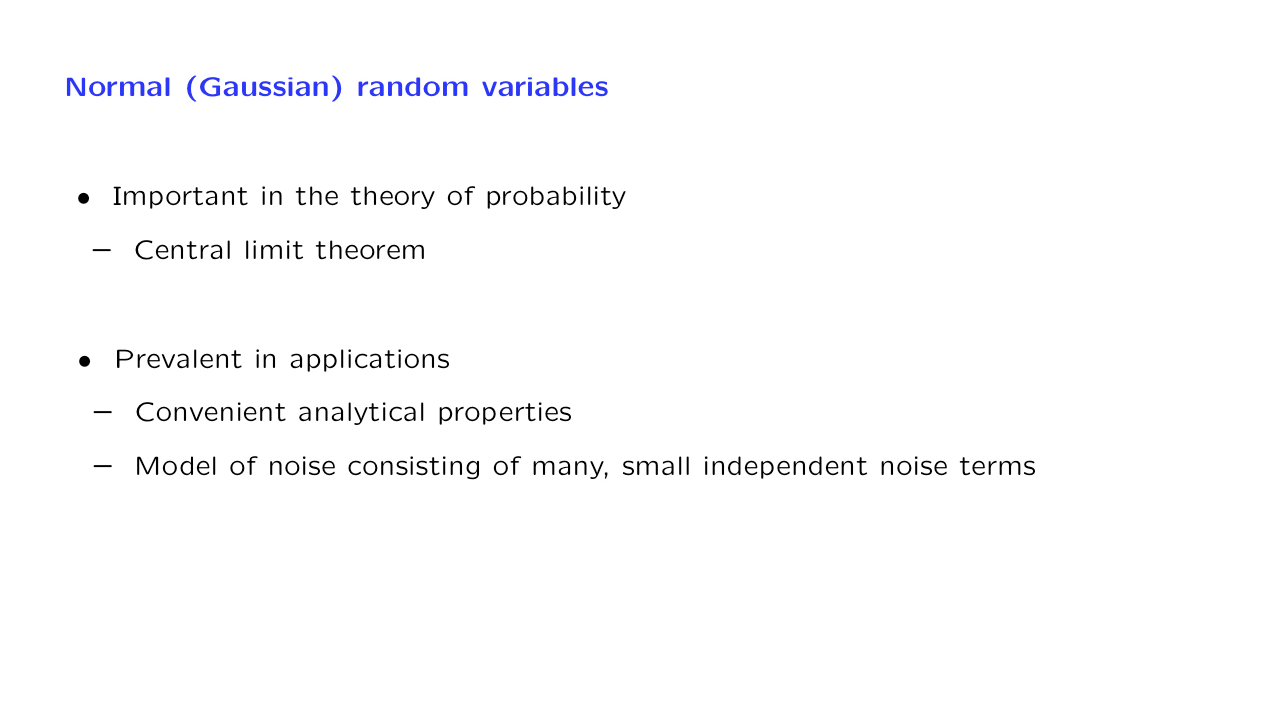 Normal (Gaussian) random variables
• Important in the theory of probability
– Central limit theorem
• Prevalent in applications
– Convenient analytical properties
– Model of noise consisting of many, small independent noise terms